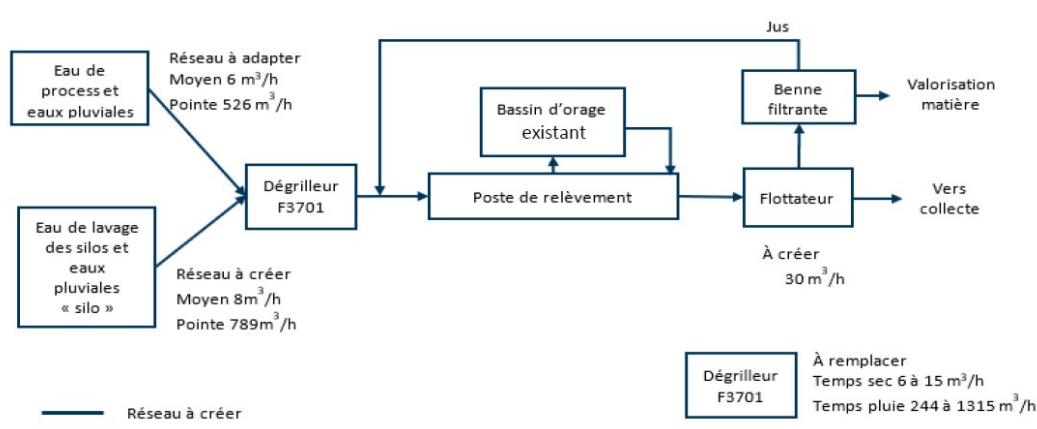 Jus
Eau de
process et
eaux pluviales
Réseau à adapter
Moyen 6 m³/h
Pointe 526 m³/h
Bassin d'orage
existant
Benne
filtrante
Valorisation
matière
Dégrilleur
F3701
Poste de relèvement
Flottateur
Vers
collecte
Eau de lavage
des silos et
eaux
pluviales
« silo »
Réseau à créer
Moyen 8m³/h
Pointe 789m³/h
À créer
30 m³/h
Dégrilleur
F3701
À remplacer
Temps sec 6 à 15 m³/h
Temps pluie 244 à 1315 m³/h
Réseau à créer